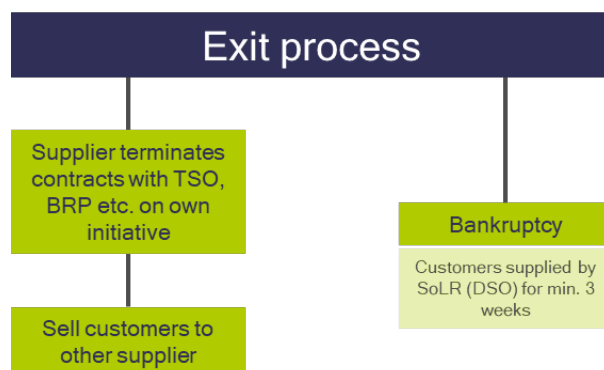 Exit process
Supplier terminates
contracts with TSO,
BRP etc. on own
initiative
Sell customers to
other supplier
Bankruptcy
Customers supplied by
SoLR (DSO) for min. 3
weeks